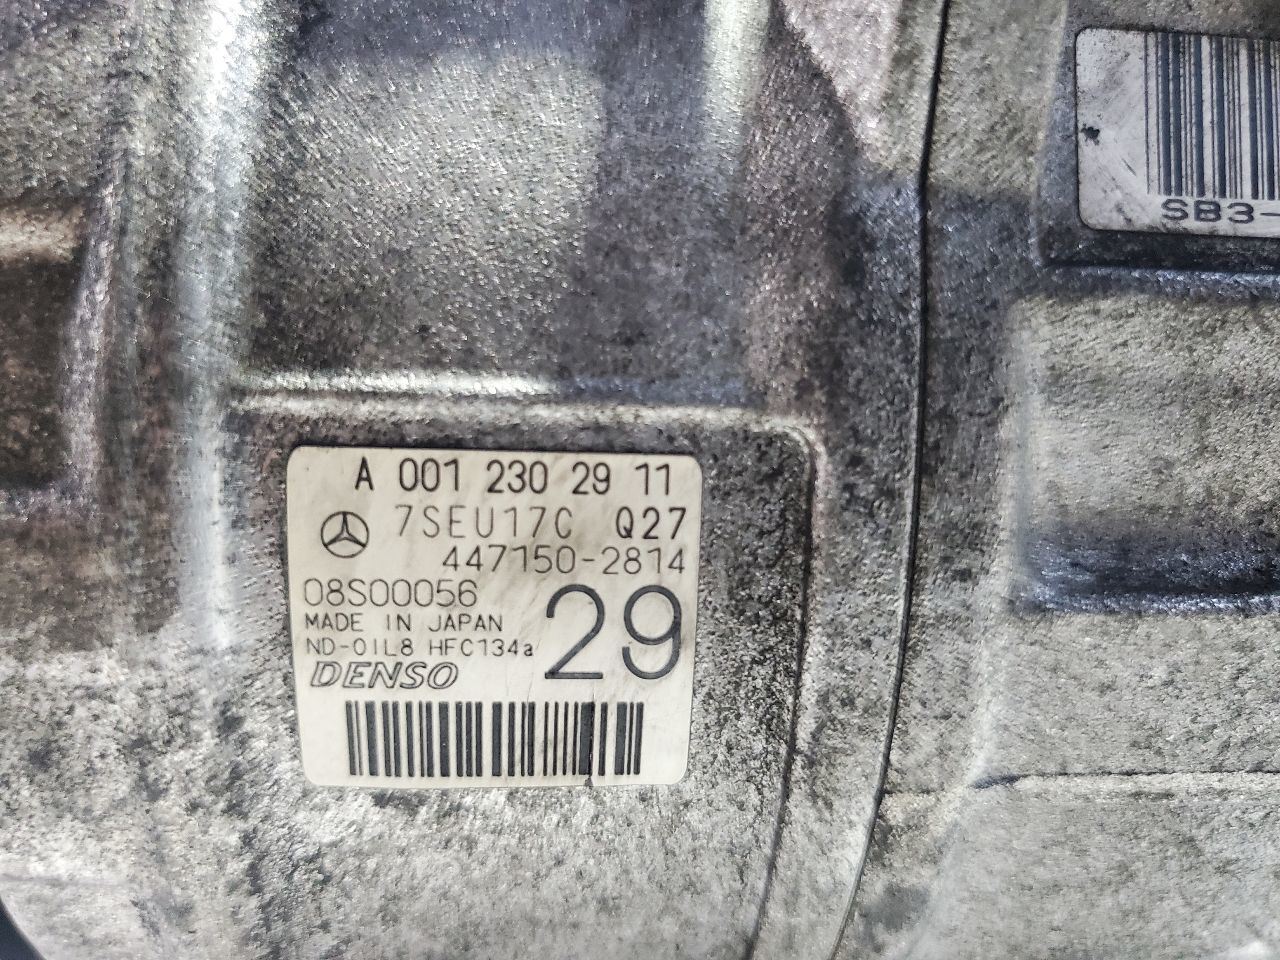 SB3-
A 001 230 29 11
7SEU17C Q27
447150-2814
08S00056
29
MADE IN JAPAN
ND-OIL8 HFC134a
DENSO